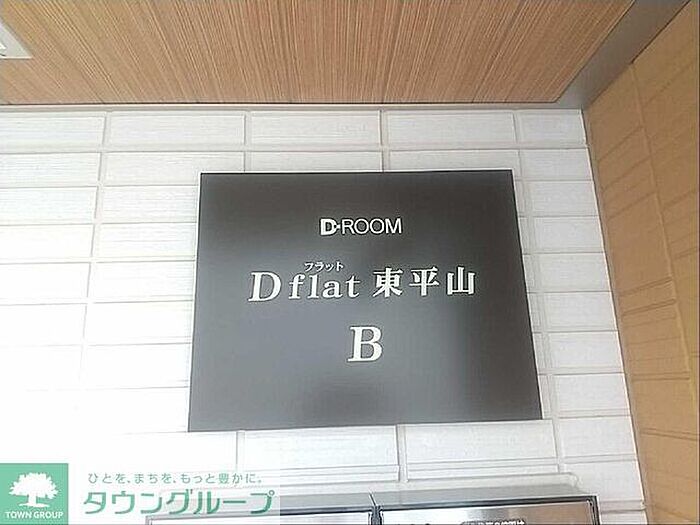 D-ROOM
フラット
D flat 東平山
B
ひとを、まちを、もっと豊かに。
タウングループ
TOWN GROUP